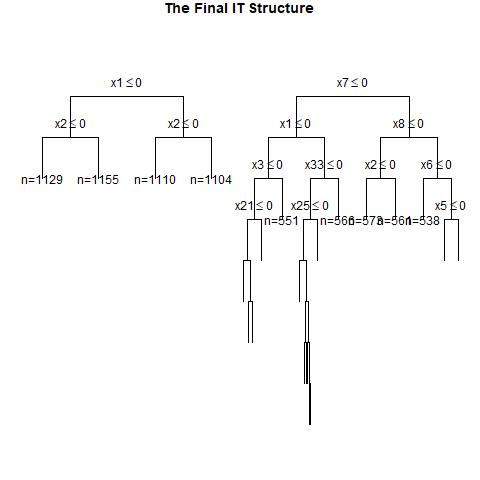 The Final IT Structure
x1 ≤ 0
x7 ≤ 0
x2 ≤ 0
x2 ≤ 0
x1 ≤ 0
x8 ≤ 0
x3 ≤ 0
x33 ≤ 0
x2 ≤ 0
x6 ≤ 0
n=1129
n=1155
n=1110
n=1104
x21 ≤ 0
n=551
x25 ≤ 0
n=566
n=573
n=561
n=538
x5 ≤ 0